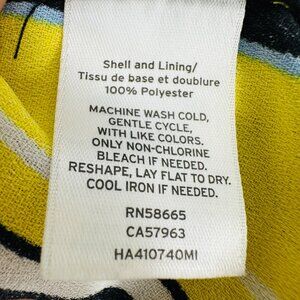 Shell and Lining/
Tissu de base et doublure
100% Polyester
MACHINE WASH COLD,
GENTLE CYCLE,
WITH LIKE COLORS.
ONLY NON-CHLORINE
BLEACH IF NEEDED.
RESHAPE, LAY FLAT TO DRY.
COOL IRON IF NEEDED.
RN58665
CA57963
HA410740MI